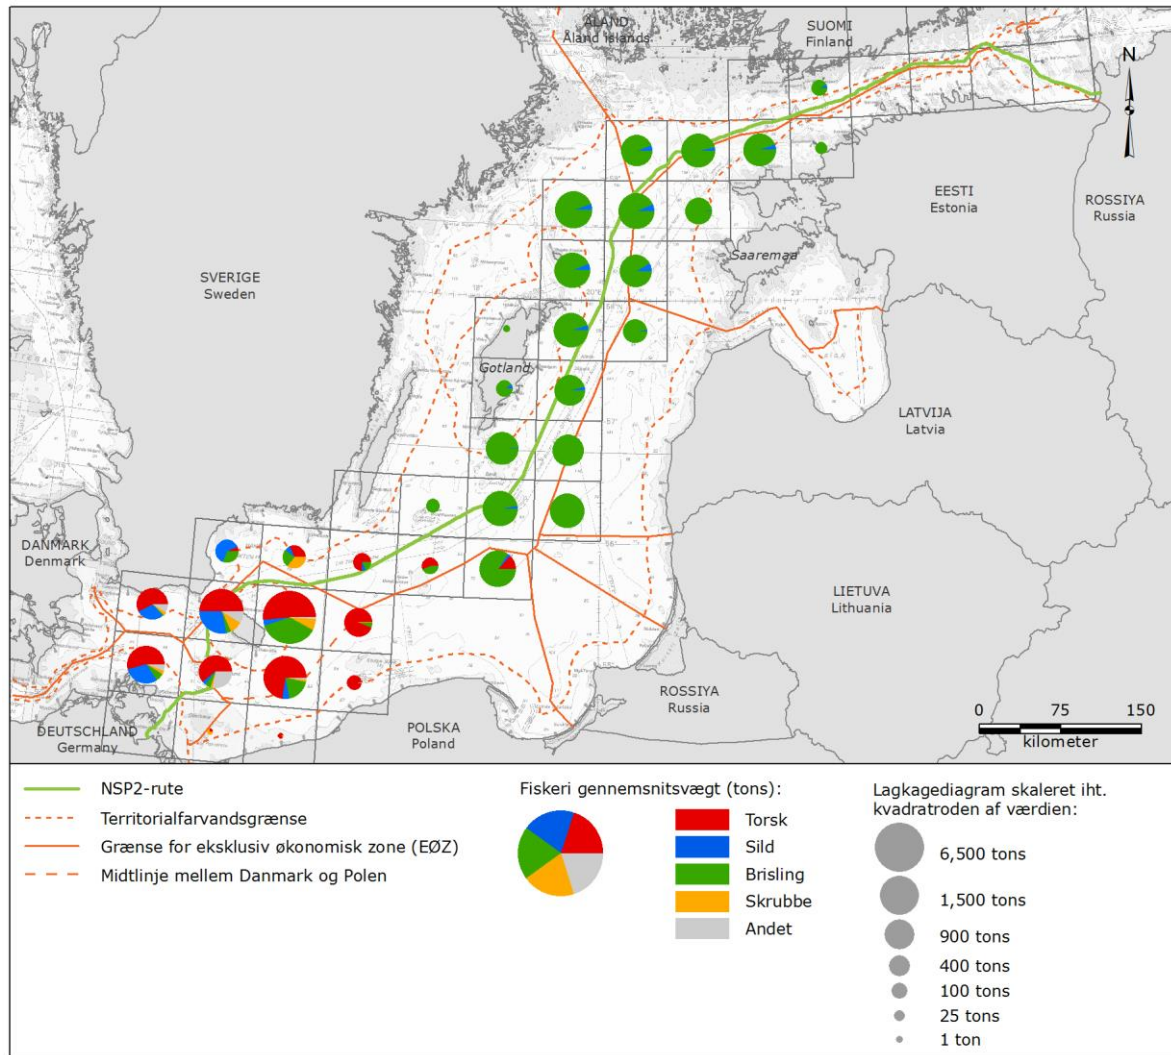 ÅLAND
Åland Islands
SUOMI
Finland
N
EESTI
Estonia
ROSSIYA
Russia
SVERIGE
Sweden
Saaremaa
Gotland
LATVIJA
Latvia
DANMARK
Denmark
LIETUVA
Lithuania
ROSSIYA
Russia
DEUTSCHLAND
Germany
POLSKA
Poland
0 75 150
kilometer
NSP2-rute
Territorialfarvandsgrænse
Grænse for eksklusiv økonomisk zone (EØZ)
Midtlinje mellem Danmark og Polen
Fiskeri gennemsnitsvægt (tons):
Torsk
Sild
Brisling
Skrubbe
Andet
Lagkagediagram skaleret iht.
kvadratroden af værdien:
6,500 tons
1,500 tons
900 tons
400 tons
100 tons
25 tons
1 ton